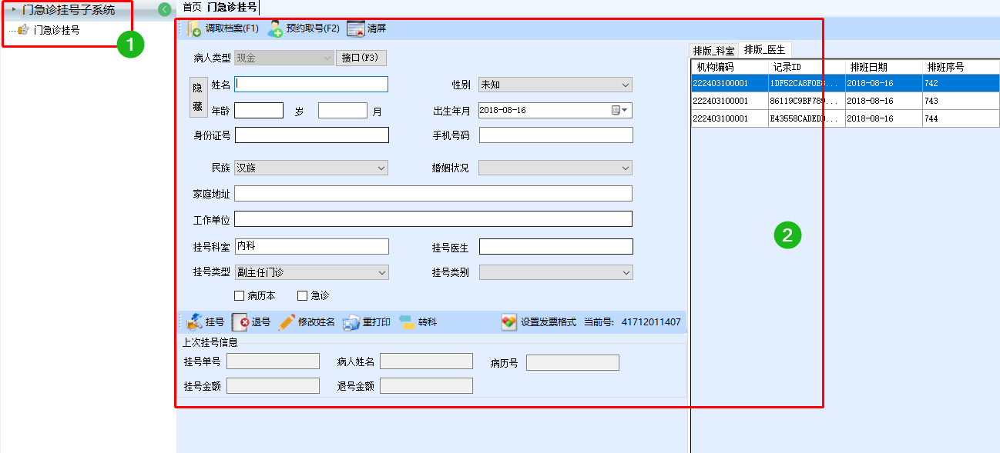 门急诊挂号子系统
门急诊挂号
1
首页 门急诊挂号
调取档案(F1) 预约取号(F2) 清屏
病人类型 现金 接口(F3)
隐藏
姓名 性别 未知
年龄 岁 月 出生年月 2018-08-16
身份证号 手机号码
民族 汉族 婚姻状况
家庭地址
工作单位
挂号科室 内科 挂号医生
挂号类型 副主任门诊 挂号类别
病历本 急诊
挂号 退号 修改姓名 重打印 转科 设置发票格式 当前号: 41712011407
上次挂号信息
挂号单号 病人姓名 病历号
挂号金额 退号金额
排版_科室 排版_医生
机构编码 记录ID 排班日期 排班序号
222403100001 1DF52CA8F0E8... 2018-08-16 742
222403100001 86119C9BF789... 2018-08-16 743
222403100001 E43558CADEDD... 2018-08-16 744
2